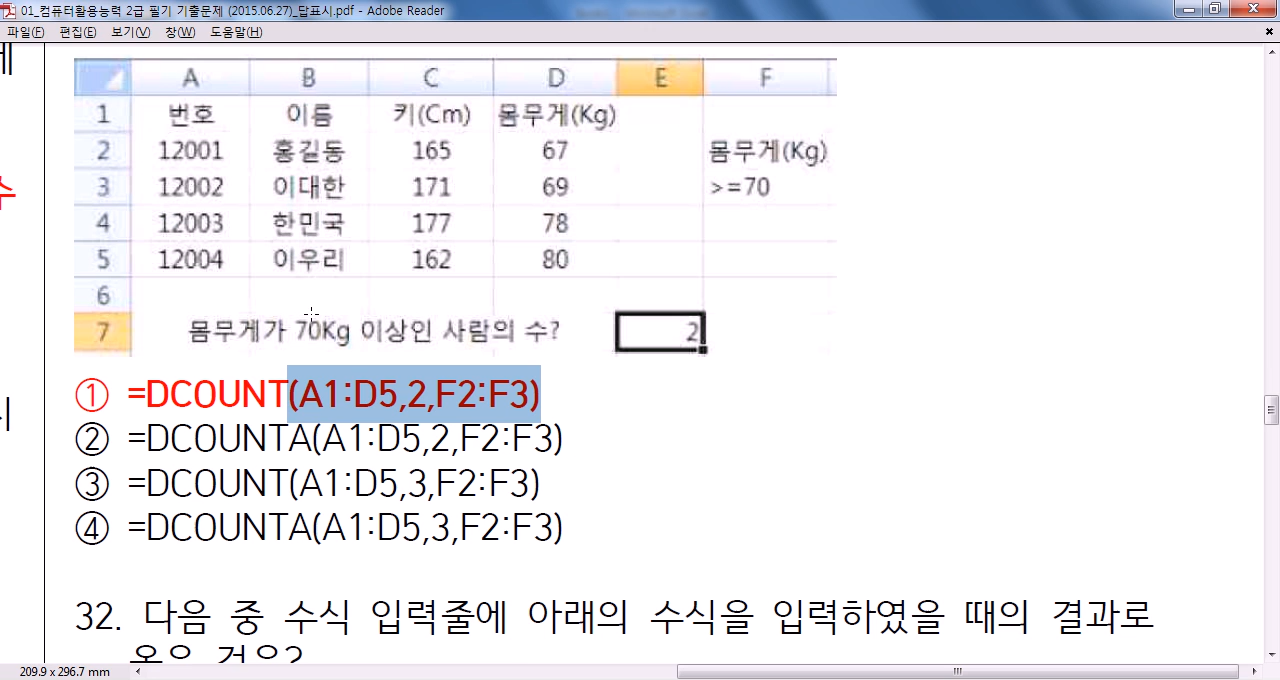 01_컴퓨터활용능력 2급 필기 기출문제 (2015.06.27)_답표시.pdf - Adobe Reader
파일(F) 편집(E) 보기(V) 창(W) 도움말(H)
A B C D E F
1 번호 이름 키(Cm) 몸무게(Kg)
2 12001 홍길동 165 67 몸무게(Kg)
3 12002 이대한 171 69 >=70
4 12003 한민국 177 78
5 12004 이우리 162 80
6
7 몸무게가 70Kg 이상인 사람의 수? 2
수
① =DCOUNT(A1:D5,2,F2:F3)
② =DCOUNTA(A1:D5,2,F2:F3)
③ =DCOUNT(A1:D5,3,F2:F3)
④ =DCOUNTA(A1:D5,3,F2:F3)
32. 다음 중 수식 입력줄에 아래의 수식을 입력하였을 때의 결과로
옳은 것은?
209.9 x 296.7 mm